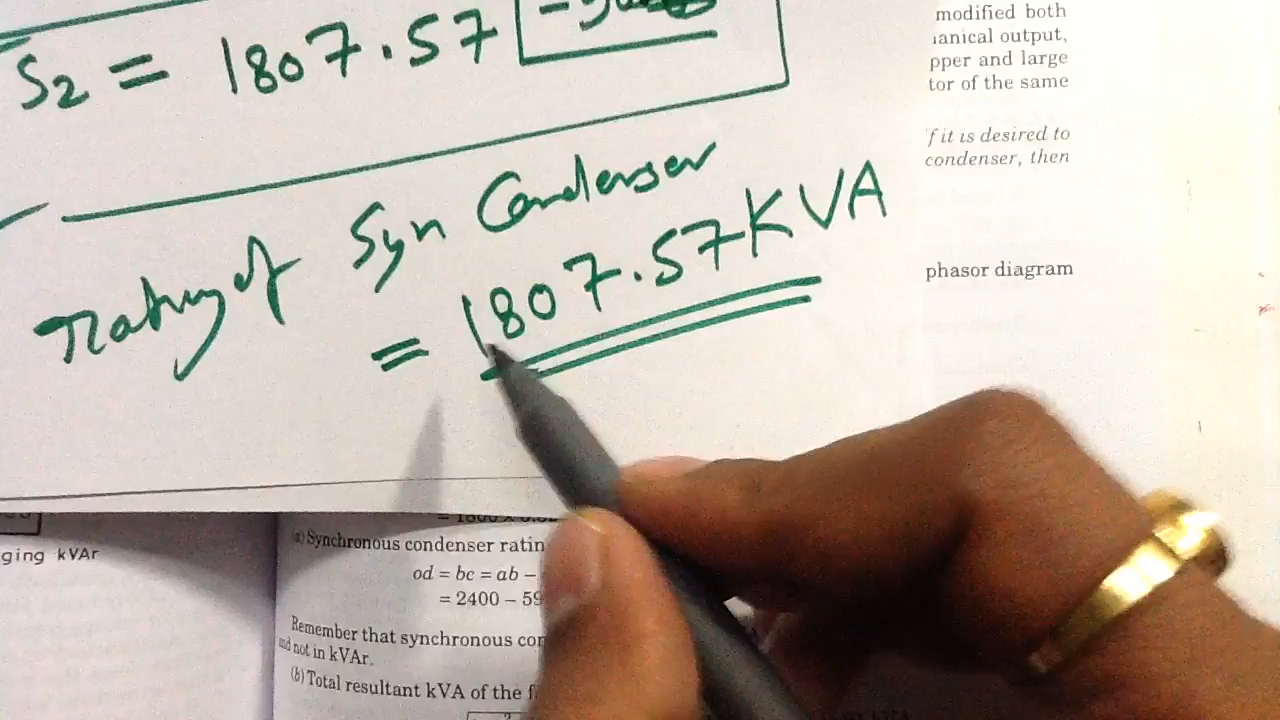 S2 = 1807.57
Rating of Syn Condenser
= 1807.57 KVA
modified both
anical output,
pper and large
tor of the same
f it is desired to
condenser, then
phasor diagram
ging kVAr
(a) Synchronous condenser ratin
od = bc = ab –
= 2400 – 59
Remember that synchronous con
and not in kVAr.
(b) Total resultant kVA of the f